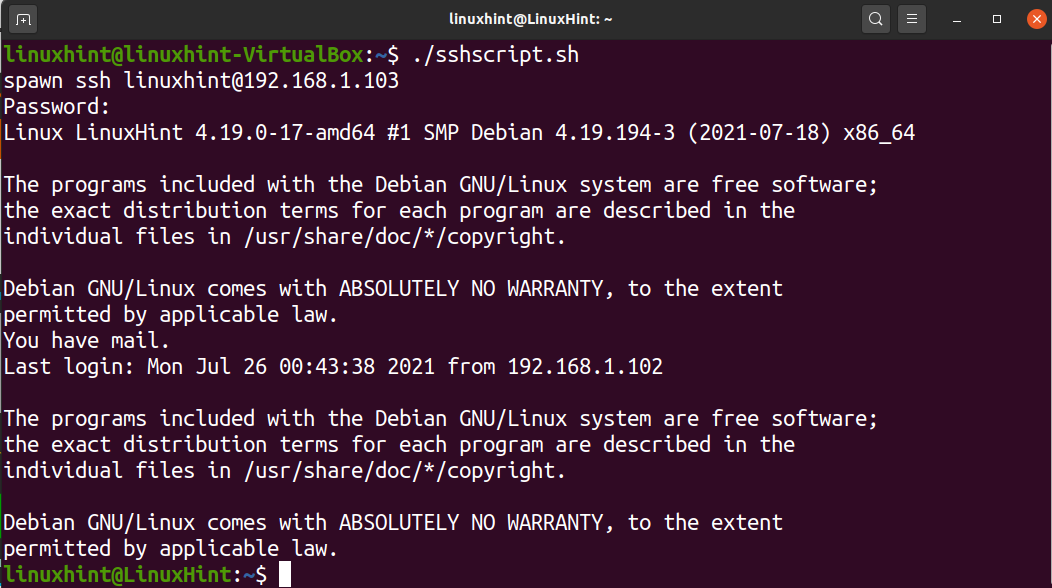 linuxhint@LinuxHint: ~
linuxhint@linuxhint-VirtualBox:~$ ./sshscript.sh
spawn ssh linuxhint@192.168.1.103
Password:
Linux LinuxHint 4.19.0-17-amd64 #1 SMP Debian 4.19.194-3 (2021-07-18) x86_64
The programs included with the Debian GNU/Linux system are free software;
the exact distribution terms for each program are described in the
individual files in /usr/share/doc/*/copyright.
Debian GNU/Linux comes with ABSOLUTELY NO WARRANTY, to the extent
permitted by applicable law.
You have mail.
Last login: Mon Jul 26 00:43:38 2021 from 192.168.1.102
The programs included with the Debian GNU/Linux system are free software;
the exact distribution terms for each program are described in the
individual files in /usr/share/doc/*/copyright.
Debian GNU/Linux comes with ABSOLUTELY NO WARRANTY, to the extent
permitted by applicable law.
linuxhint@LinuxHint:~$